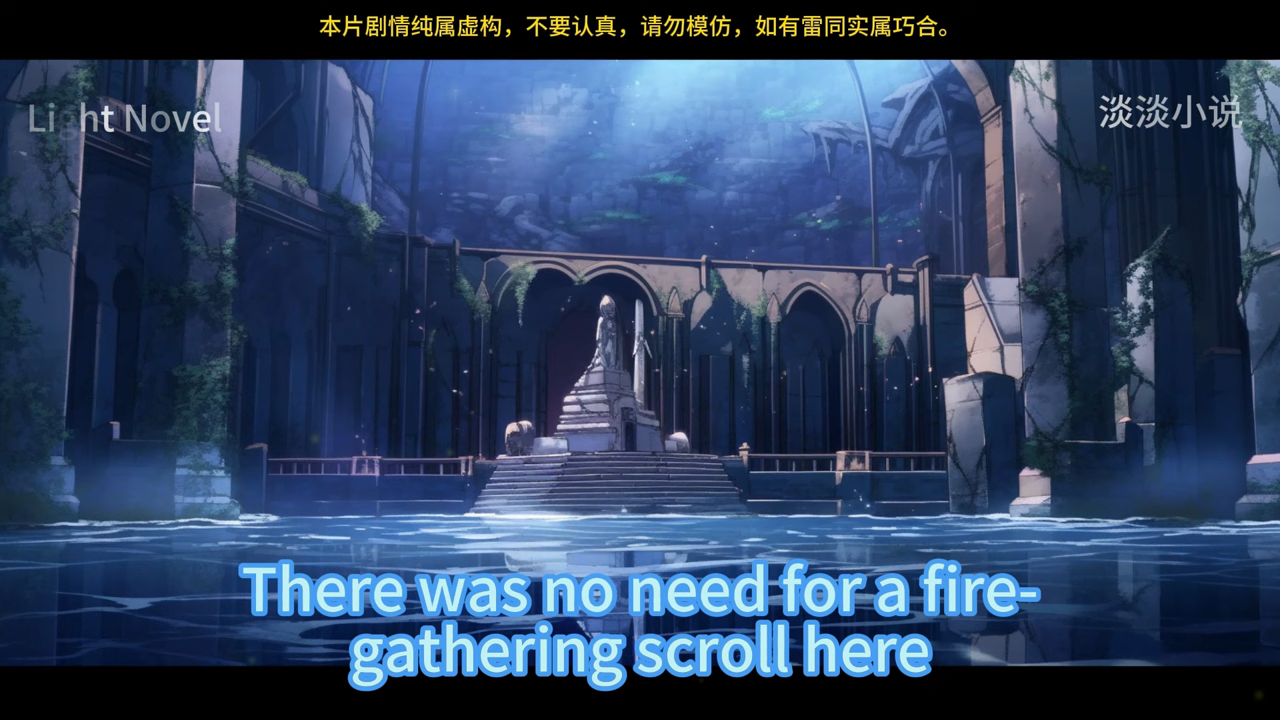 本片剧情纯属虚构，不要认真，请勿模仿，如有雷同实属巧合。
Light Novel
淡淡小说
There was no need for a fire-
gathering scroll here